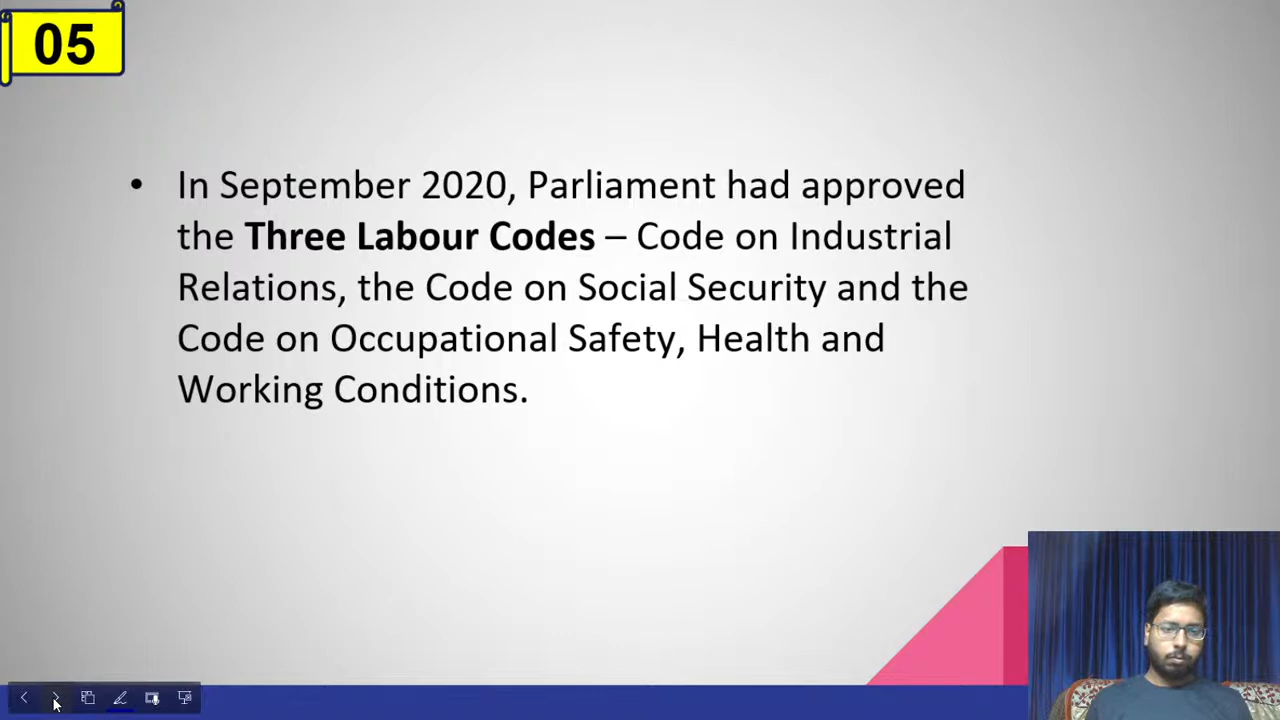 05
• In September 2020, Parliament had approved
the Three Labour Codes – Code on Industrial
Relations, the Code on Social Security and the
Code on Occupational Safety, Health and
Working Conditions.